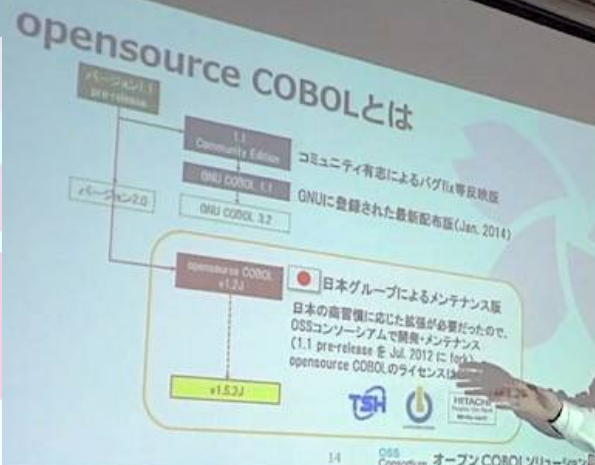 opensource COBOLとは
バージョン1.1
pre-release
1.1
Community Edition
コミュニティ有志によるバグfix等反映版
GNU COBOL 1.1
GNUに登録された最新配布版(Jan. 2014)
バージョン2.0
GNU COBOL 3.2
opensource COBOL
v1.2J
日本グループによるメンテナンス版
日本の商習慣に応じた拡張が必要だったので、
OSSコンソーシアムで開発・メンテナンス
(1.1 pre-release を Jul. 2012 に fork)
opensource COBOLのライセンスは
v1.5.2J
TSH
HITACHI
14
OSS
Consortium オープンCOBOLソリューション